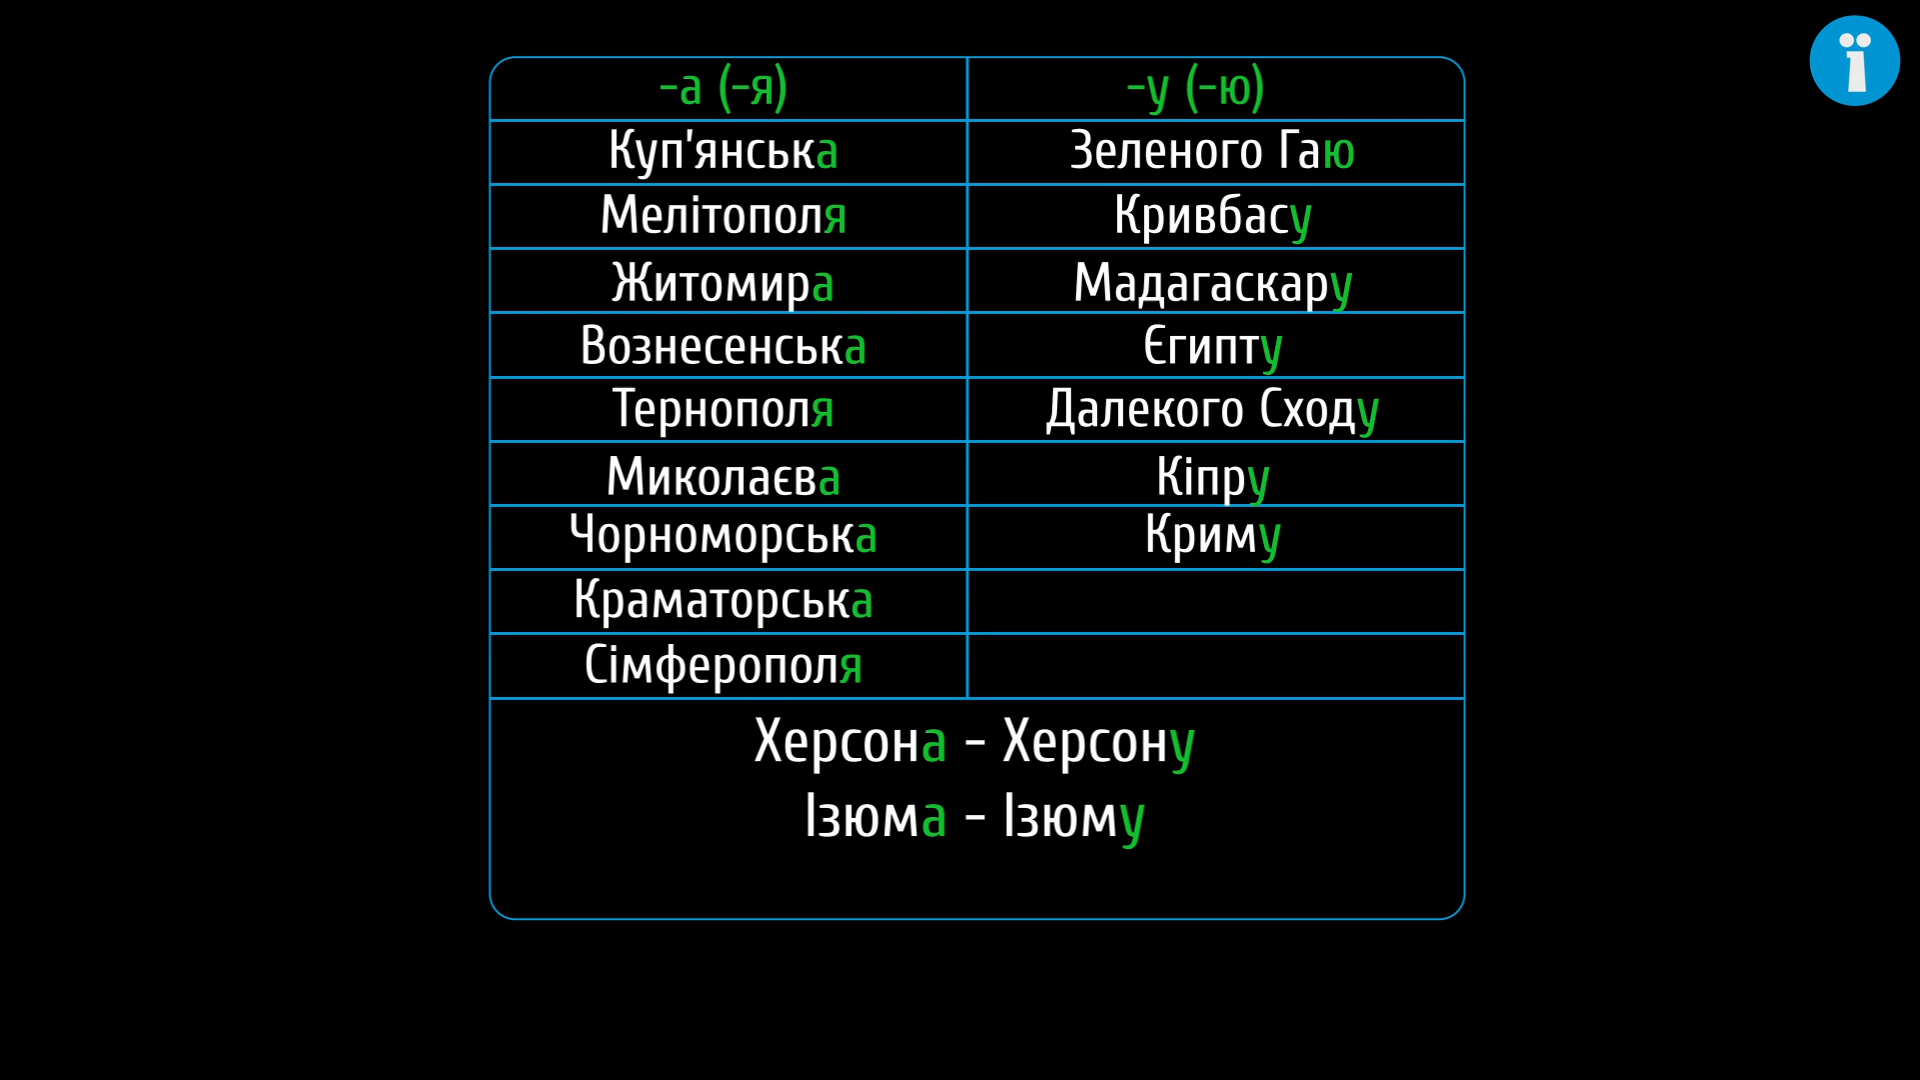 -а (-я) -у (-ю)
Куп'янська Зеленого Гаю
Мелітополя Кривбасу
Житомира Мадагаскару
Вознесенська Єгипту
Тернополя Далекого Сходу
Миколаєва Кіпру
Чорноморська Криму
Краматорська
Сімферополя
Херсона - Херсону
Ізюма - Ізюму
ї